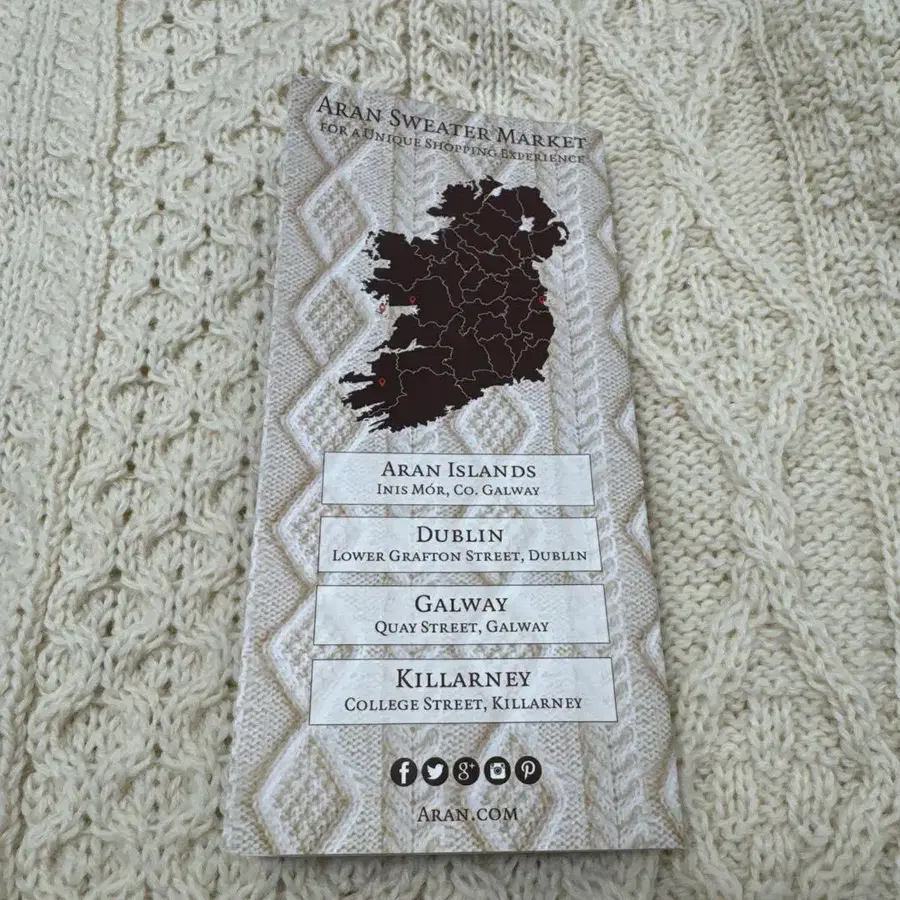 ARAN SWEATER MARKET
FOR A UNIQUE SHOPPING EXPERIENCE
ARAN ISLANDS
INIS MÓR, CO. GALWAY
DUBLIN
LOWER GRAFTON STREET, DUBLIN
GALWAY
QUAY STREET, GALWAY
KILLARNEY
COLLEGE STREET, KILLARNEY
ARAN.COM